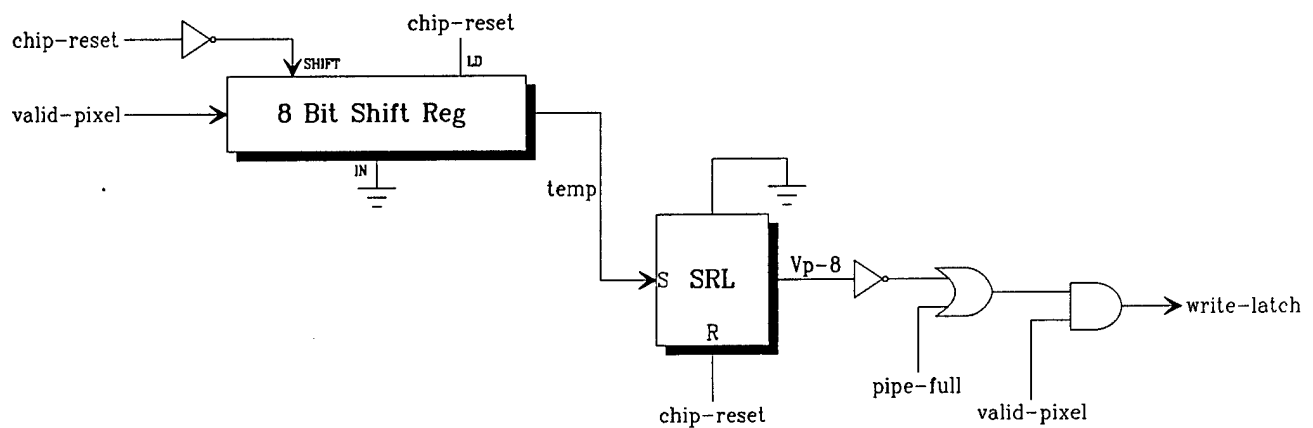 chip-reset
chip-reset
SHIFT
LD
valid-pixel
8 Bit Shift Reg
IN
temp
S
SRL
R
Vp-8
write-latch
pipe-full
valid-pixel
chip-reset